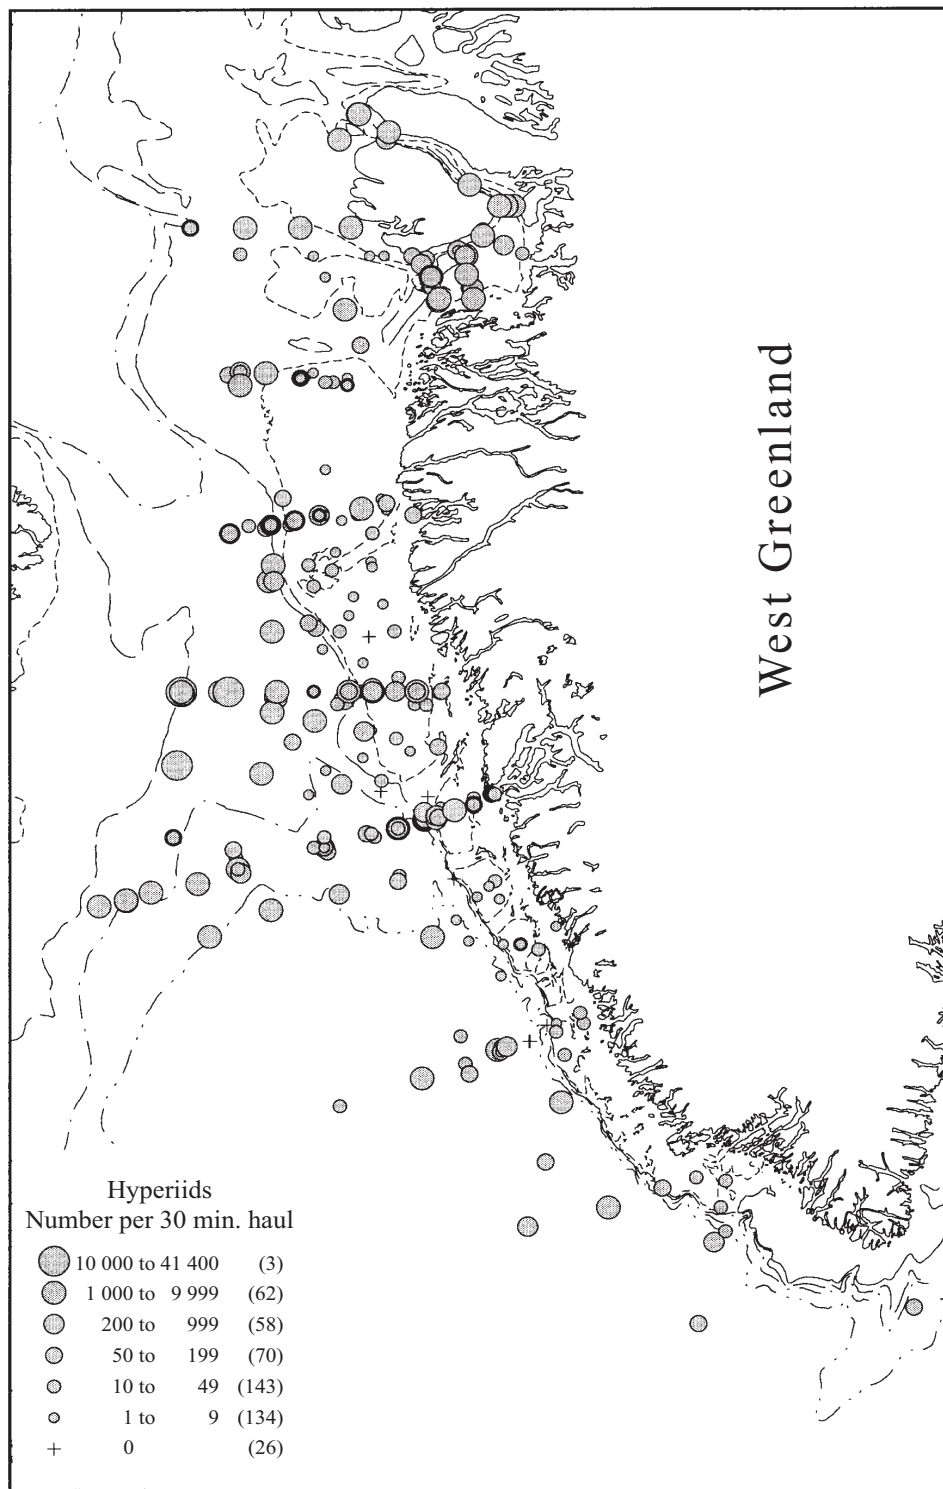 West Greenland
Hyperiids
Number per 30 min. haul
10 000 to 41 400 (3)
1 000 to 9 999 (62)
200 to 999 (58)
50 to 199 (70)
10 to 49 (143)
1 to 9 (134)
0 (26)